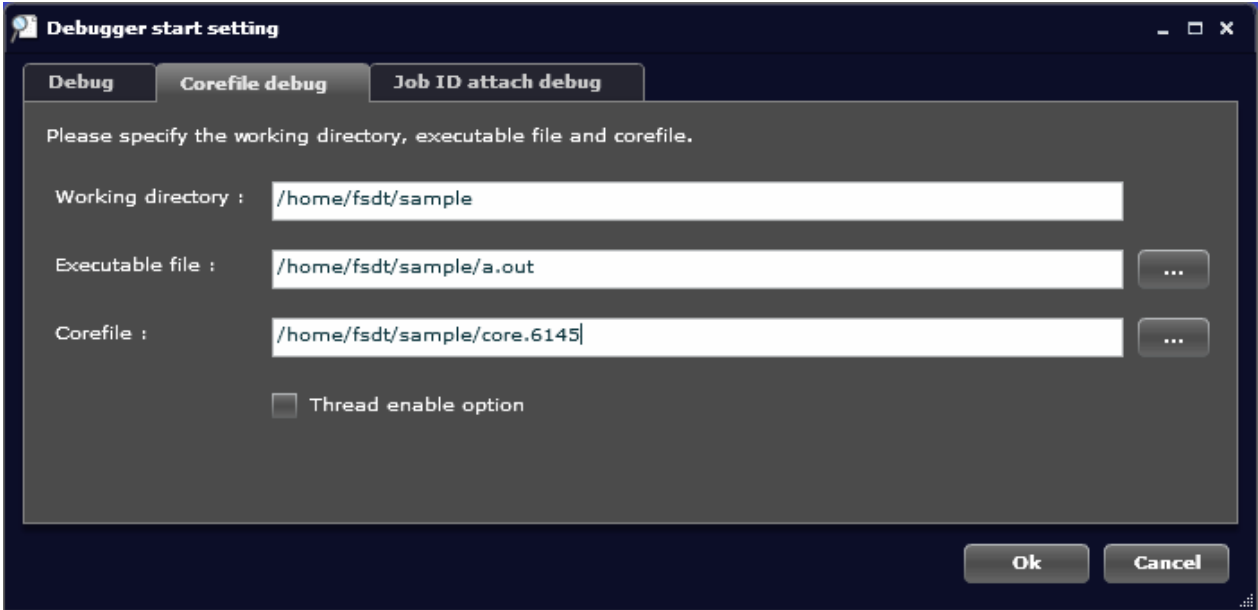 Debugger start setting
Debug Corefile debug Job ID attach debug
Please specify the working directory, executable file and corefile.
Working directory : /home/fsdt/sample
Executable file : /home/fsdt/sample/a.out ...
Corefile : /home/fsdt/sample/core.6145 ...
Thread enable option
Ok Cancel